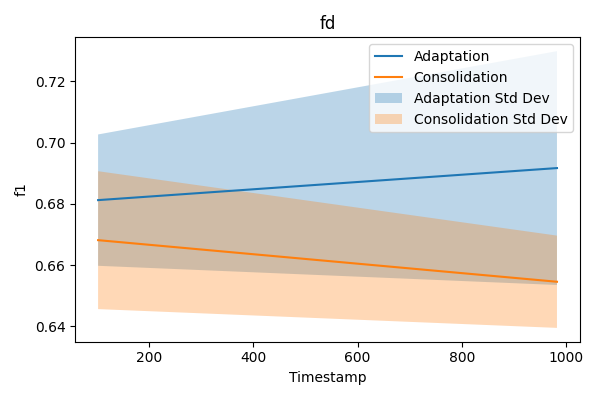 fd
Adaptation
Consolidation
Adaptation Std Dev
Consolidation Std Dev
f1
0.72
0.70
0.68
0.66
0.64
200
400
600
800
1000
Timestamp